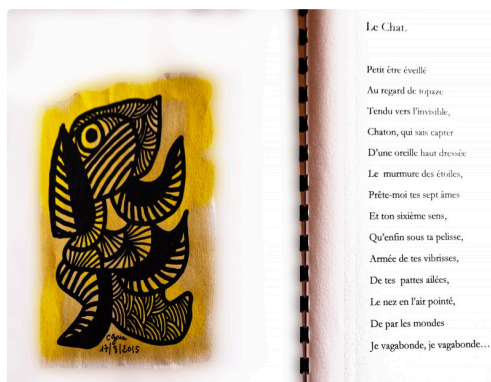 17/8/2015
Le Chat.
Petit être éveillé
Au regard de topaze
Tendu vers l'invisible,
Chaton, qui sais capter
D'une oreille haut dressée
Le murmure des étoiles,
Prête-moi tes sept âmes
Et ton sixième sens,
Qu'enfin sous ta pelisse,
Armée de tes vibrisses,
De tes pattes ailées,
Le nez en l'air pointé,
De par les mondes
Je vagabonde, je vagabonde…